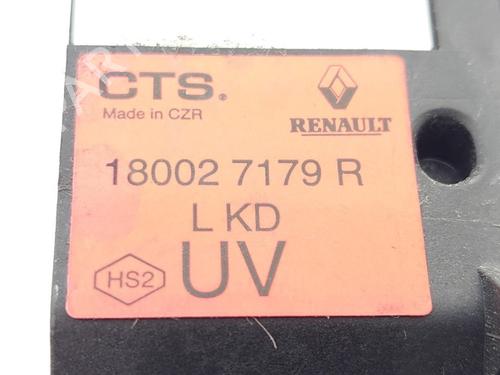 CTS.
Made in CZR
RENAULT
18002 7179 R
L KD
HS2
UV